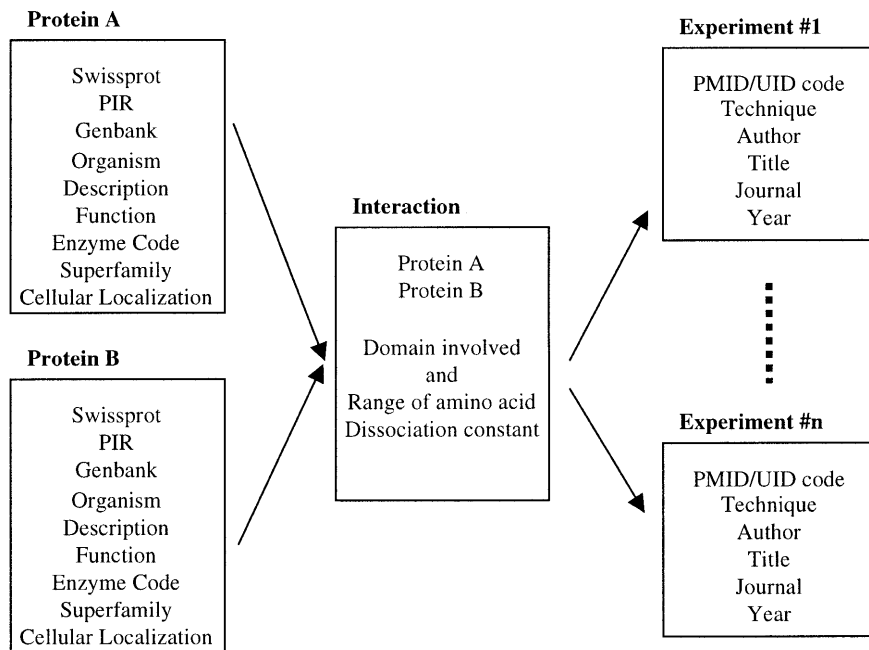 Protein A
Swissprot
PIR
Genbank
Organism
Description
Function
Enzyme Code
Superfamily
Cellular Localization
Protein B
Swissprot
PIR
Genbank
Organism
Description
Function
Enzyme Code
Superfamily
Cellular Localization
Interaction
Protein A
Protein B
Domain involved
and
Range of amino acid
Dissociation constant
Experiment #1
PMID/UID code
Technique
Author
Title
Journal
Year
Experiment #n
PMID/UID code
Technique
Author
Title
Journal
Year